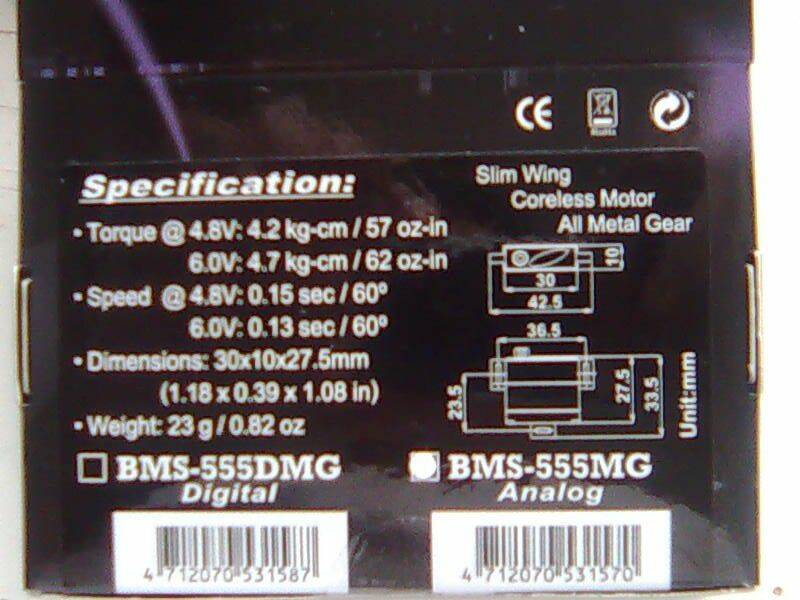 CE
RoHS
Specification:
• Torque @ 4.8V: 4.2 kg-cm / 57 oz-in
6.0V: 4.7 kg-cm / 62 oz-in
• Speed @ 4.8V: 0.15 sec / 60º
6.0V: 0.13 sec / 60º
• Dimensions: 30x10x27.5mm
(1.18 x 0.39 x 1.08 in)
• Weight: 23 g / 0.82 oz
Slim Wing
Coreless Motor
All Metal Gear
10
30
42.5
36.5
23.5
27.5
33.5
Unit:mm
BMS-555DMG
Digital
BMS-555MG
Analog
4 712070 531587
4 712070 531570